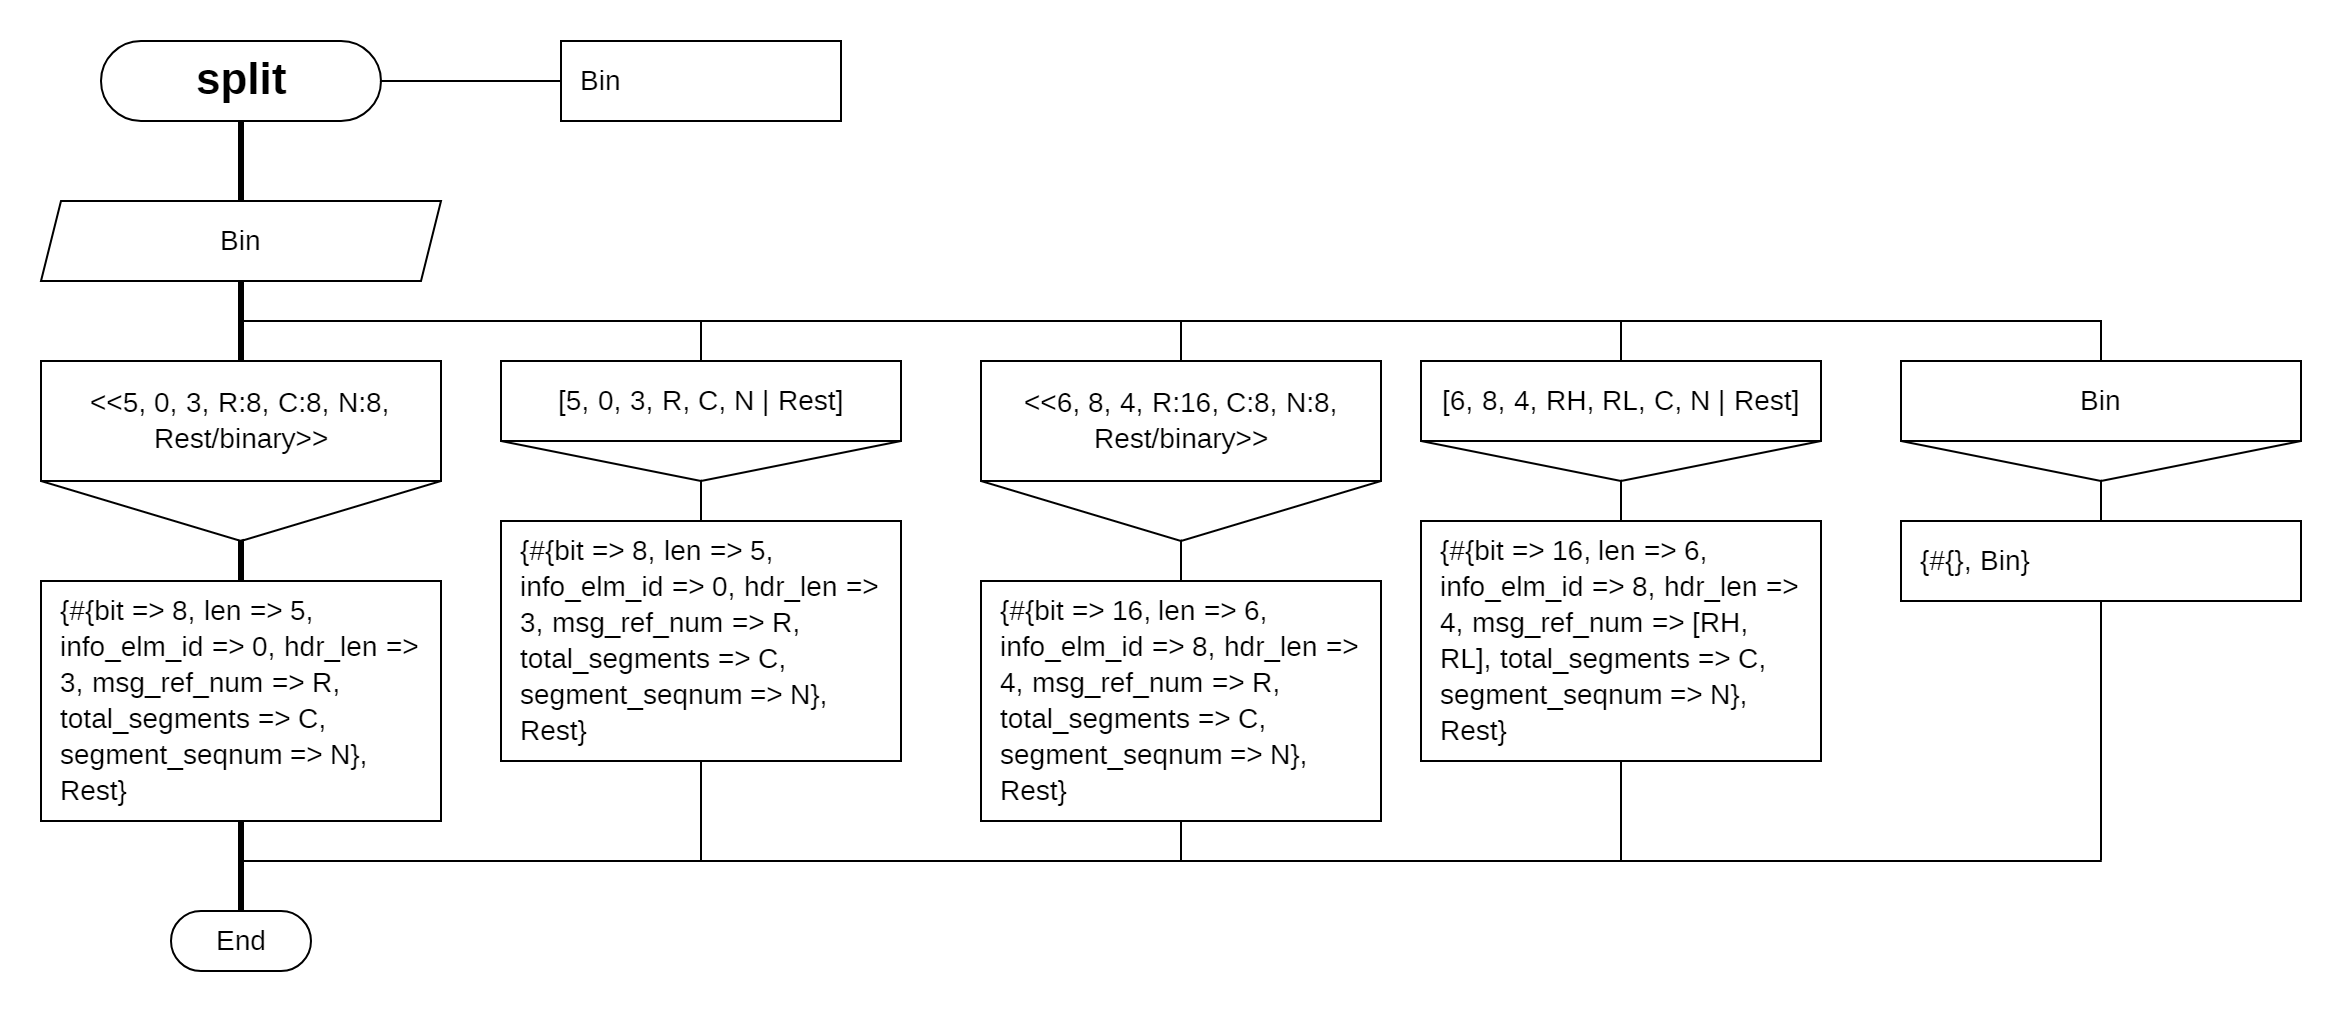 split
Bin
Bin
<<5, 0, 3, R:8, C:8, N:8,
Rest/binary>>
[5, 0, 3, R, C, N | Rest]
<<6, 8, 4, R:16, C:8, N:8,
Rest/binary>>
[6, 8, 4, RH, RL, C, N | Rest]
Bin
{#{bit => 8, len => 5,
info_elm_id => 0, hdr_len =>
3, msg_ref_num => R,
total_segments => C,
segment_seqnum => N},
Rest}
{#{bit => 8, len => 5,
info_elm_id => 0, hdr_len =>
3, msg_ref_num => R,
total_segments => C,
segment_seqnum => N},
Rest}
{#{bit => 16, len => 6,
info_elm_id => 8, hdr_len =>
4, msg_ref_num => R,
total_segments => C,
segment_seqnum => N},
Rest}
{#{bit => 16, len => 6,
info_elm_id => 8, hdr_len =>
4, msg_ref_num => [RH,
RL], total_segments => C,
segment_seqnum => N},
Rest}
{#{}, Bin}
End